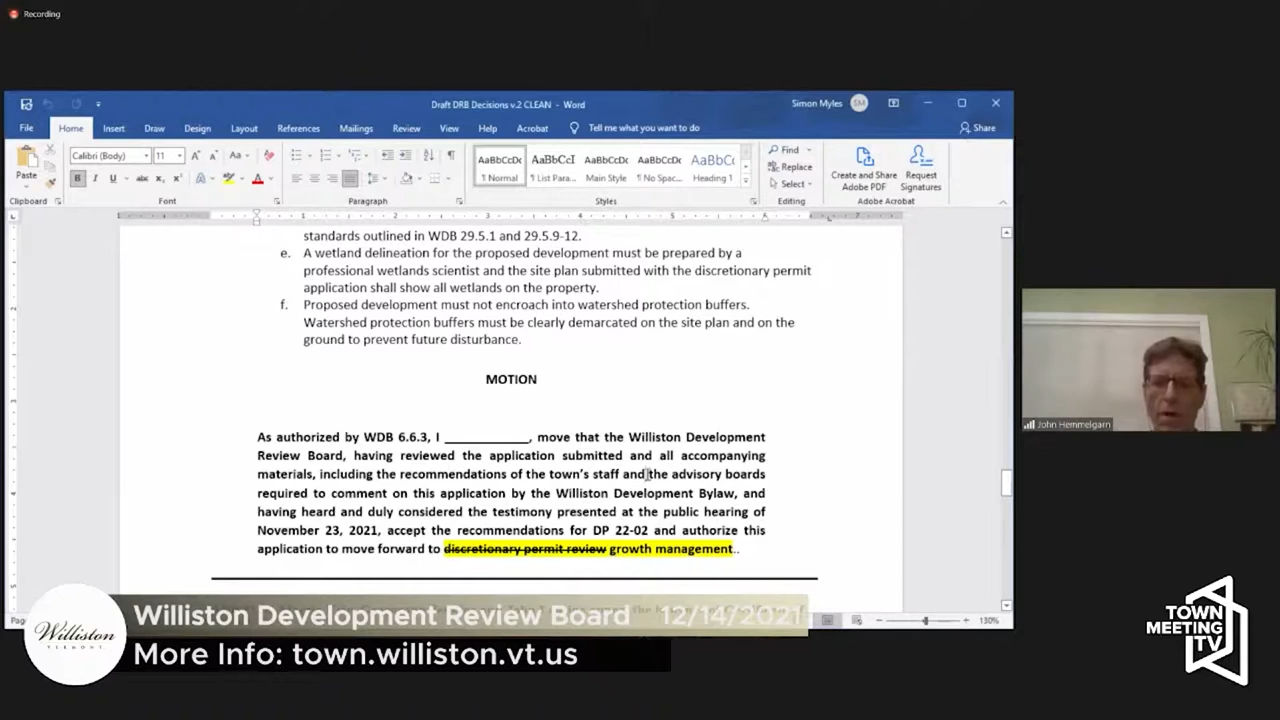 Recording
Draft DRB Decisions v.2 CLEAN - Word
Simon Myles
SM
File Home Insert Draw Design Layout References Mailings Review View Help Acrobat Tell me what you want to do Share
Paste
Calibri (Body) 11
AaBbCcDc AaBbCcI AaBbCcDc AaBbCcDc AaBbC
¶ Normal ¶ List Para... Main Style ¶ No Spac... Heading 1
Find
Replace
Select
Create and Share Adobe PDF
Request Signatures
Clipboard Font Paragraph Styles Editing Adobe Acrobat
standards outlined in WDB 29.5.1 and 29.5.9-12.
e. A wetland delineation for the proposed development must be prepared by a
professional wetlands scientist and the site plan submitted with the discretionary permit
application shall show all wetlands on the property.
f. Proposed development must not encroach into watershed protection buffers.
Watershed protection buffers must be clearly demarcated on the site plan and on the
ground to prevent future disturbance.
MOTION
As authorized by WDB 6.6.3, I ____________, move that the Williston Development
Review Board, having reviewed the application submitted and all accompanying
materials, including the recommendations of the town's staff and the advisory boards
required to comment on this application by the Williston Development Bylaw, and
having heard and duly considered the testimony presented at the public hearing of
November 23, 2021, accept the recommendations for DP 22-02 and authorize this
application to move forward to discretionary permit review growth management..
130%
John Hemmelgarn
Williston
VERMONT
Williston Development Review Board 12/14/2021
More Info: town.williston.vt.us
TOWN
MEETING
TV